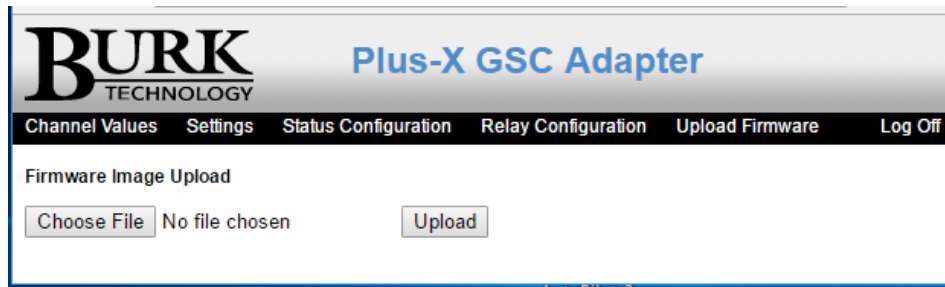 BURK
TECHNOLOGY
Plus-X GSC Adapter
Channel Values Settings Status Configuration Relay Configuration Upload Firmware Log Off
Firmware Image Upload
Choose File No file chosen Upload